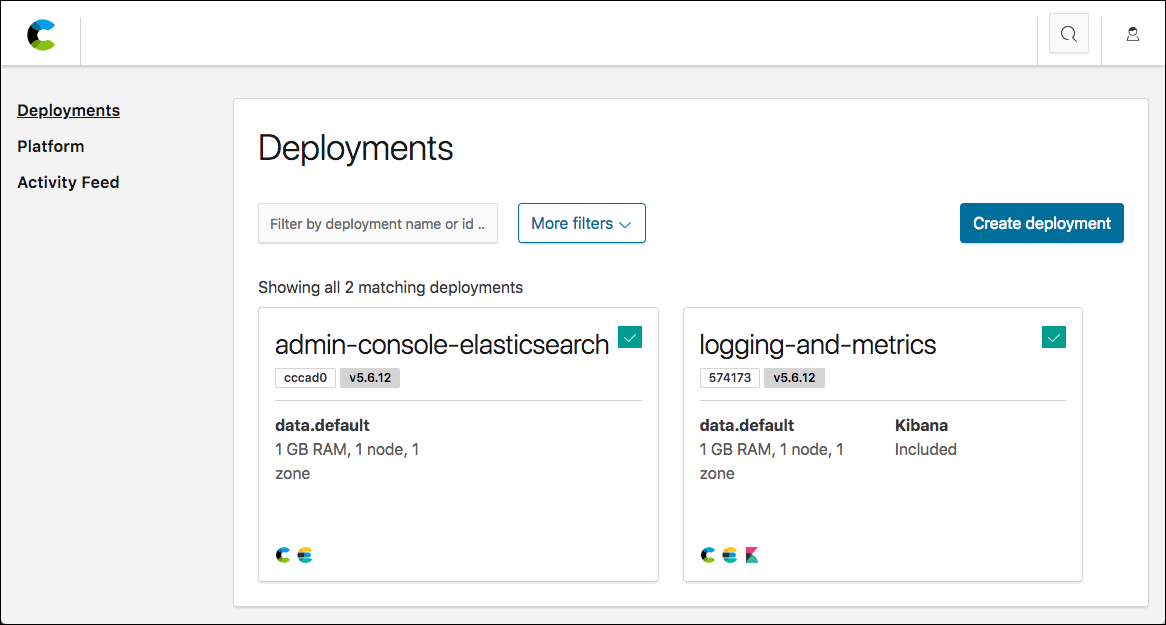 Deployments
Platform
Activity Feed
Deployments
Filter by deployment name or id ..
More filters
Create deployment
Showing all 2 matching deployments
admin-console-elasticsearch
cccad0
v5.6.12
data.default
1 GB RAM, 1 node, 1
zone
logging-and-metrics
574173
v5.6.12
data.default
1 GB RAM, 1 node, 1
zone
Kibana
Included